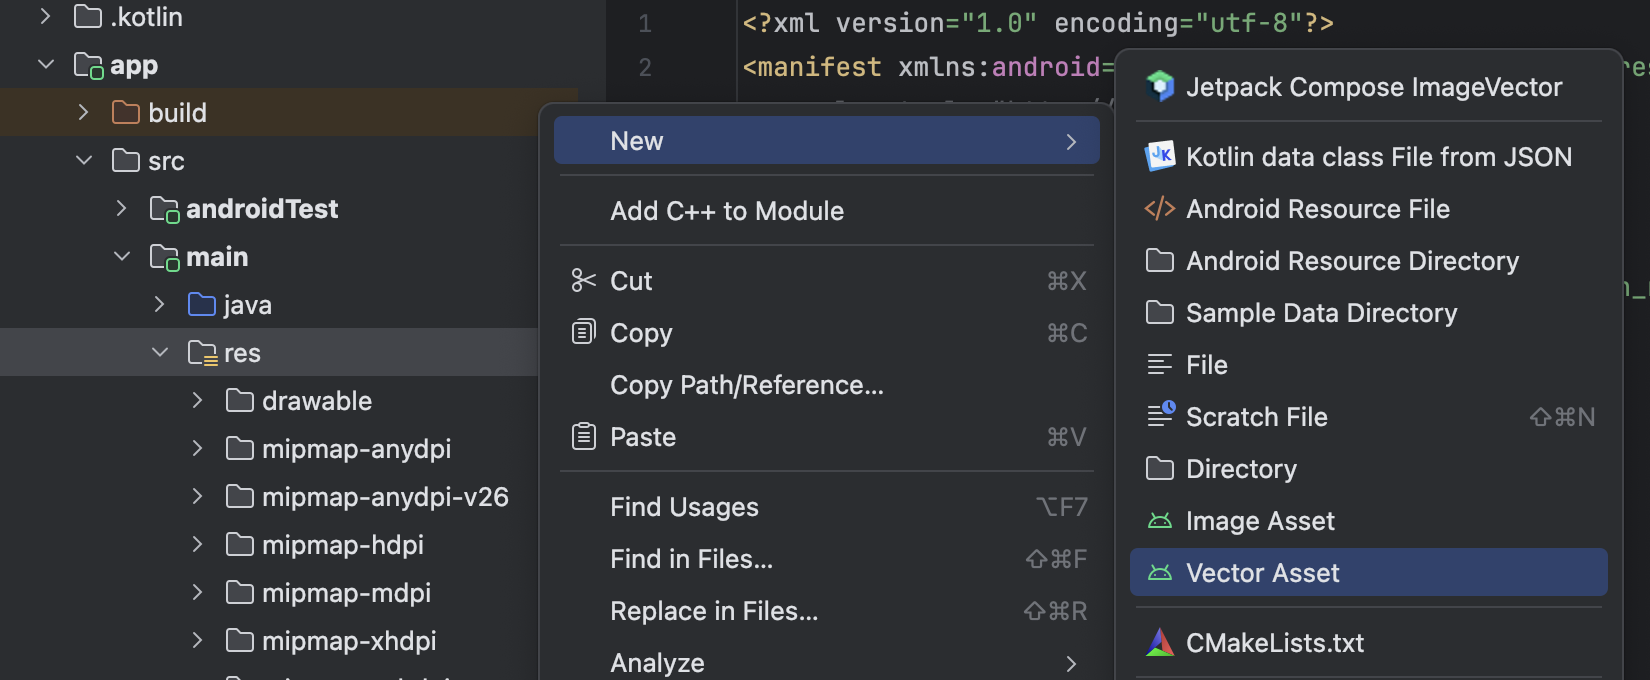 .kotlin
app
build
src
androidTest
main
java
res
drawable
mipmap-anydpi
mipmap-anydpi-v26
mipmap-hdpi
mipmap-mdpi
mipmap-xhdpi
1 <?xml version="1.0" encoding="utf-8"?>
2 <manifest xmlns:android=
New
Add C++ to Module
Cut ⌘X
Copy ⌘C
Copy Path/Reference...
Paste ⌘V
Find Usages ⌥F7
Find in Files... ⇧⌘F
Replace in Files... ⇧⌘R
Analyze
Jetpack Compose ImageVector
Kotlin data class File from JSON
Android Resource File
Android Resource Directory
Sample Data Directory
File
Scratch File ⇧⌘N
Directory
Image Asset
Vector Asset
CMakeLists.txt